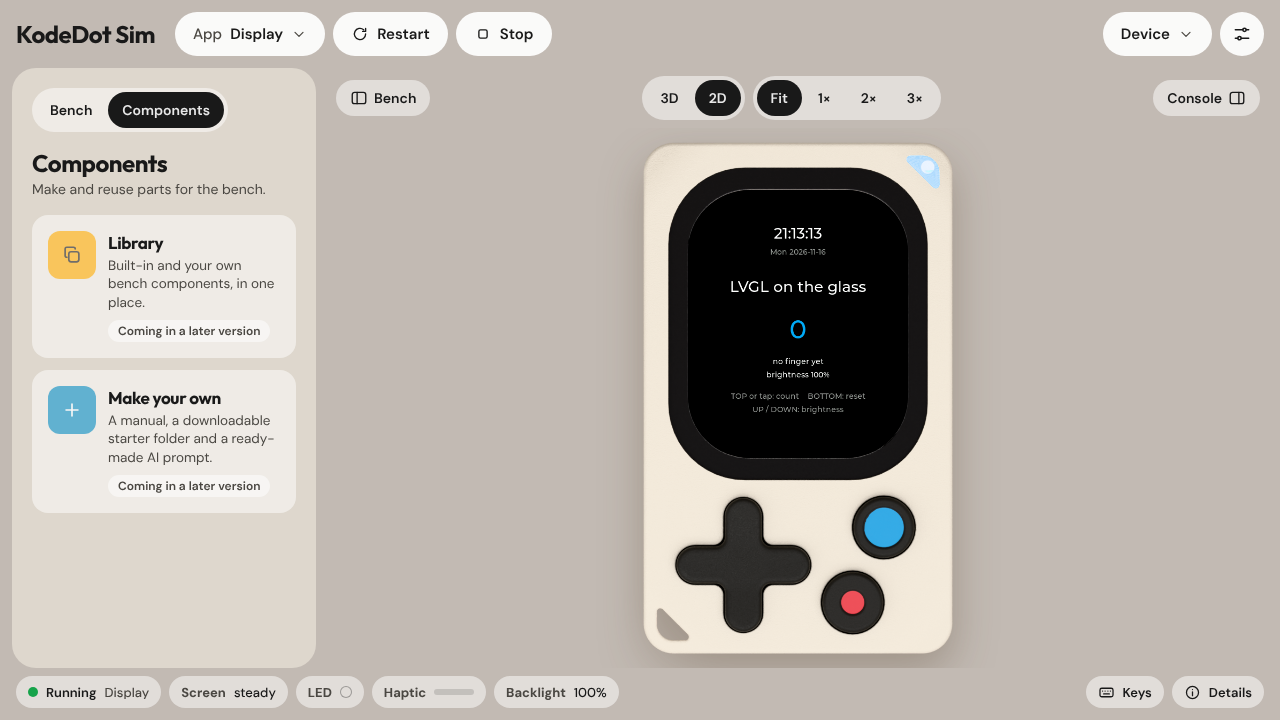 KodeDot Sim
App Display
Restart
Stop
Device
Bench
Components
Bench
3D
2D
Fit
1×
2×
3×
Console
Components
Make and reuse parts for the bench.
Library
Built-in and your own
bench components, in one
place.
Coming in a later version
Make your own
A manual, a downloadable
starter folder and a ready-
made AI prompt.
Coming in a later version
21:13:13
Mon 2026-11-16
LVGL on the glass
0
no finger yet
brightness 100%
TOP or tap: count BOTTOM: reset
UP / DOWN: brightness
Running Display
Screen steady
LED
Haptic
Backlight 100%
Keys
Details